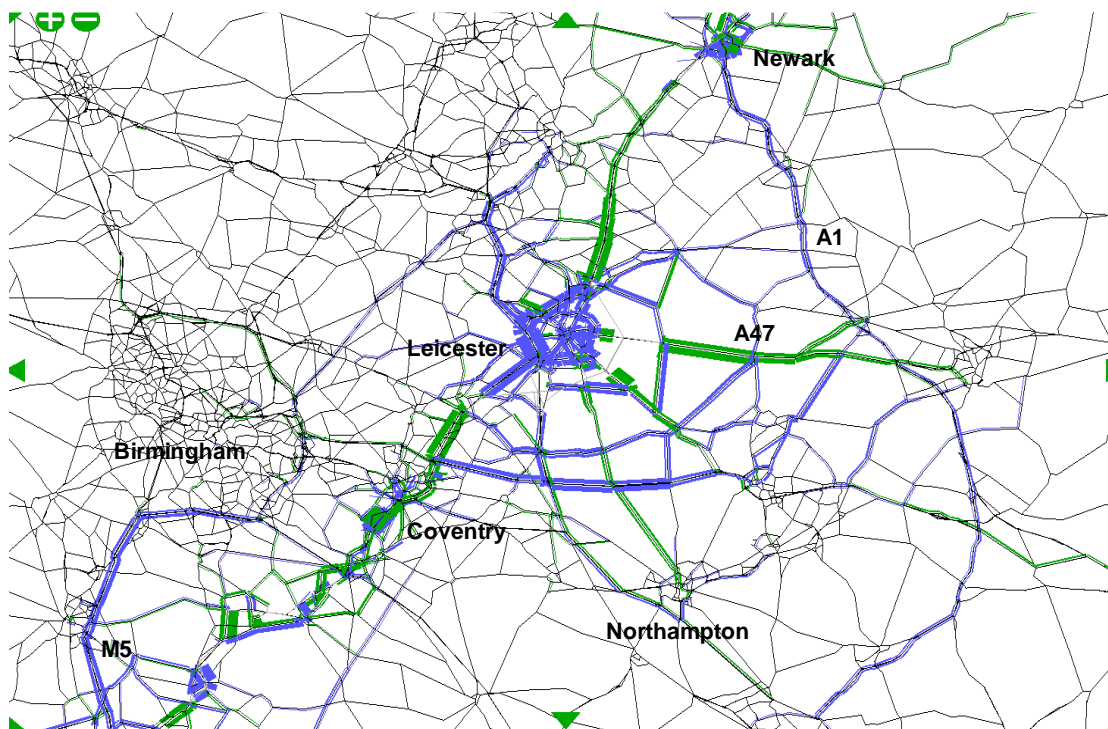 Newark
A1
A47
Leicester
Birmingham
Coventry
Northampton
M5